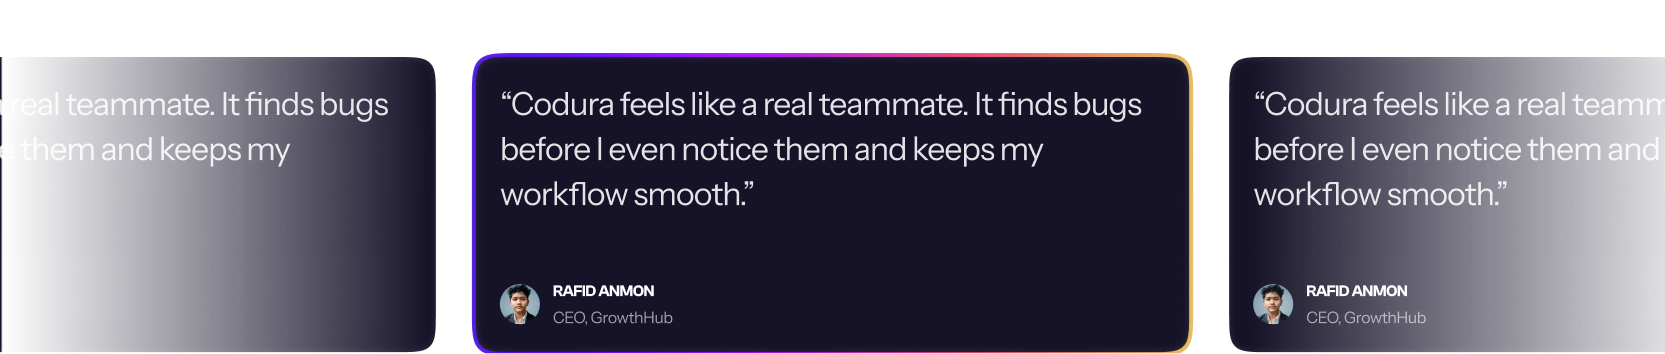 real teammate. It finds bugs
them and keeps my
“Codura feels like a real teammate. It finds bugs
before I even notice them and keeps my
workflow smooth.”
RAFID ANMON
CEO, GrowthHub
“Codura feels like a real
before I even notice them and
workflow smooth.”
RAFID ANMON
CEO, GrowthHub